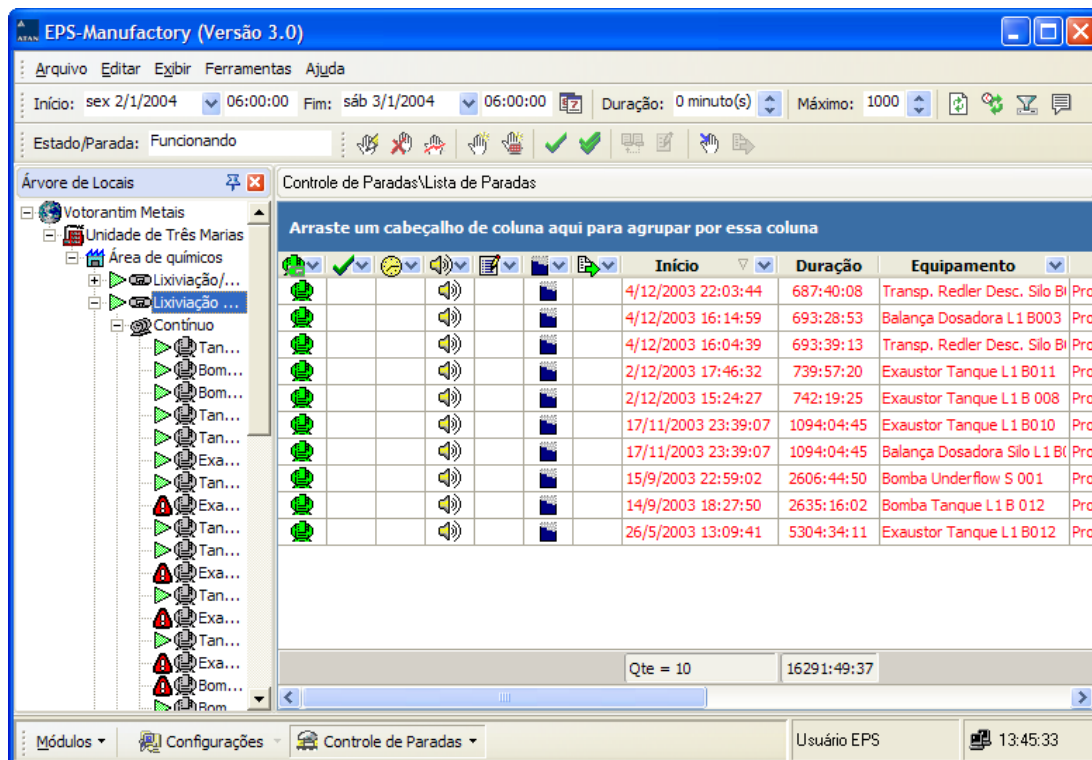 ATAN EPS-Manufactory (Versão 3.0)
Arquivo Editar Exibir Ferramentas Ajuda
Início: sex 2/1/2004 06:00:00 Fim: sáb 3/1/2004 06:00:00 Duração: 0 minuto(s) Máximo: 1000
Estado/Parada: Funcionando
Árvore de Locais
Votorantim Metais
Unidade de Três Marias
Área de químicos
Lixiviação/...
Lixiviação ...
Contínuo
Tan...
Bom...
Bom...
Tan...
Tan...
Exa...
Tan...
Exa...
Tan...
Tan...
Exa...
Tan...
Exa...
Tan...
Exa...
Bom...
Bom
Controle de Paradas\Lista de Paradas
Arraste um cabeçalho de coluna aqui para agrupar por essa coluna
Início Duração Equipamento
4/12/2003 22:03:44 687:40:08 Transp. Redler Desc. Silo B Pro
4/12/2003 16:14:59 693:28:53 Balança Dosadora L1 B003 Pro
4/12/2003 16:04:39 693:39:13 Transp. Redler Desc. Silo B Pro
2/12/2003 17:46:32 739:57:20 Exaustor Tanque L1 B011 Pro
2/12/2003 15:24:27 742:19:25 Exaustor Tanque L1 B 008 Pro
17/11/2003 23:39:07 1094:04:45 Exaustor Tanque L1 B010 Pro
17/11/2003 23:39:07 1094:04:45 Balança Dosadora Silo L1 B( Pro
15/9/2003 22:59:02 2606:44:50 Bomba Underflow S 001 Pro
14/9/2003 18:27:50 2635:16:02 Bomba Tanque L1 B 012 Pro
26/5/2003 13:09:41 5304:34:11 Exaustor Tanque L1 B012 Pro
Qte = 10 16291:49:37
Módulos Configurações Controle de Paradas Usuário EPS 13:45:33